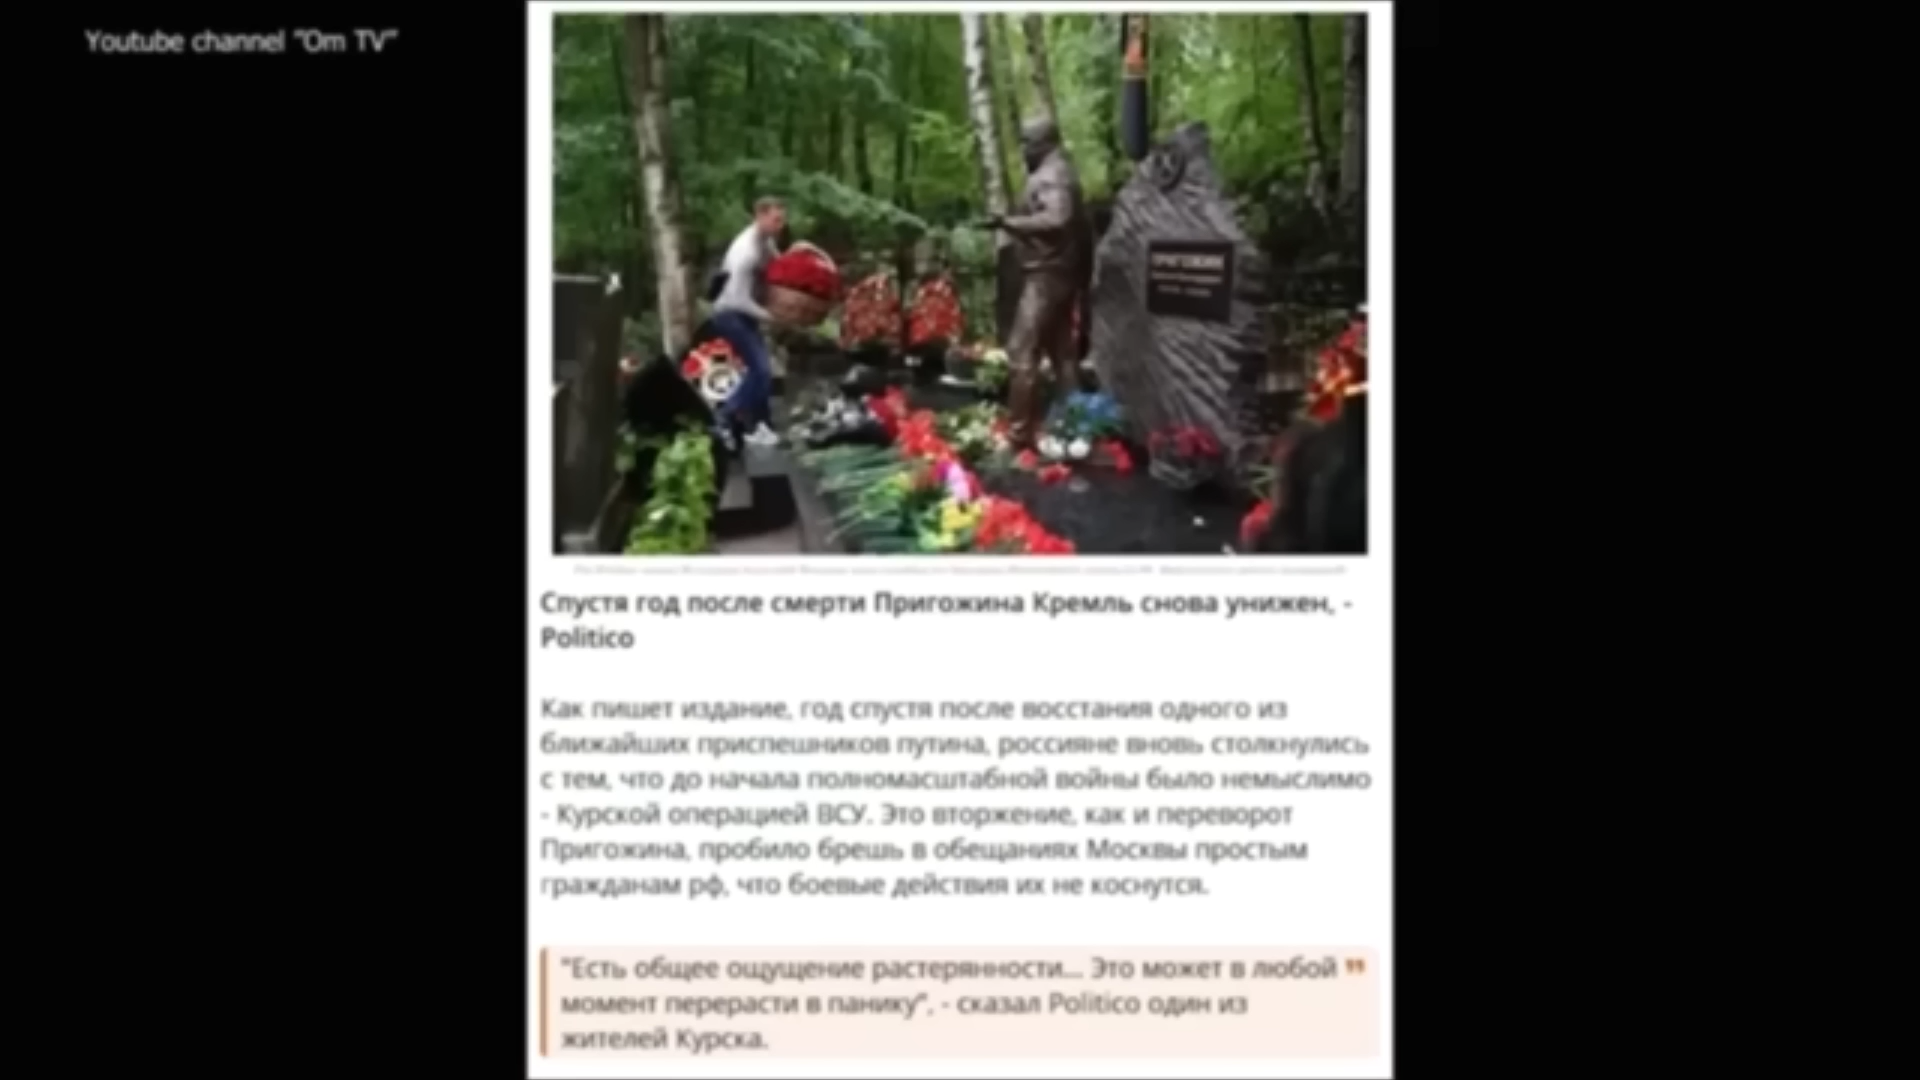 Youtube channel "Om TV"
ПРИГОЖИН
Спустя год после смерти Пригожина Кремль снова унижен, -
Politico
Как пишет издание, год спустя после восстания одного из
ближайших приспешников путина, россияне вновь столкнулись
с тем, что до начала полномасштабной войны было немыслимо
- Курской операцией ВСУ. Это вторжение, как и переворот
Пригожина, пробило брешь в обещаниях Москвы простым
гражданам рф, что боевые действия их не коснутся.
"Есть общее ощущение растерянности... Это может в любой
момент перерасти в панику", - сказал Politico один из
жителей Курска.